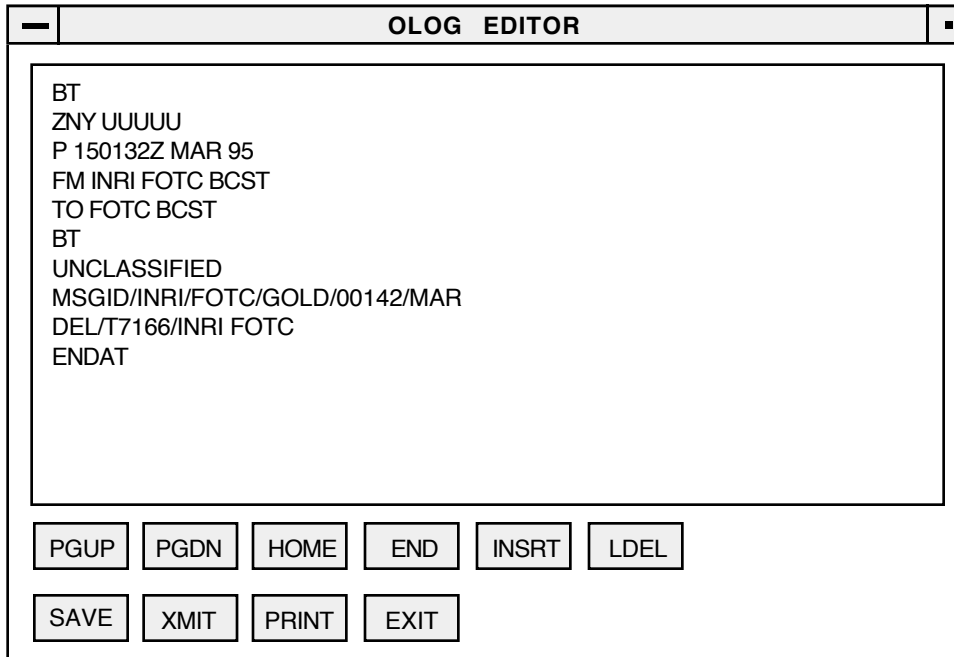 OLOG EDITOR
BT
ZNY UUUUU
P 150132Z MAR 95
FM INRI FOTC BCST
TO FOTC BCST
BT
UNCLASSIFIED
MSGID/INRI/FOTC/GOLD/00142/MAR
DEL/T7166/INRI FOTC
ENDAT
PGUP PGDN HOME END INSRT LDEL
SAVE XMIT PRINT EXIT